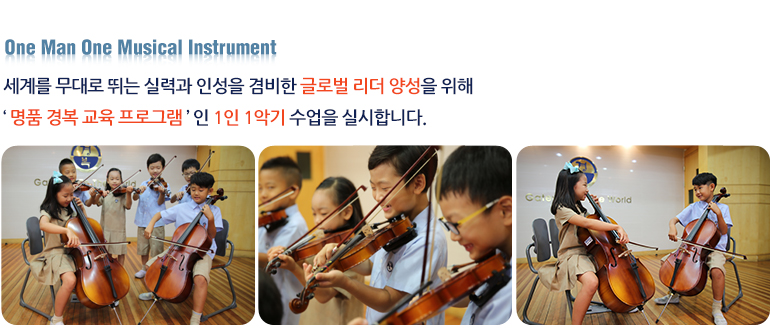 One Man One Musical Instrument
세계를 무대로 뛰는 실력과 인성을 겸비한 글로벌 리더 양성을 위해
‘ 명품 경복 교육 프로그램 ’ 인 1인 1악기 수업을 실시합니다.
World